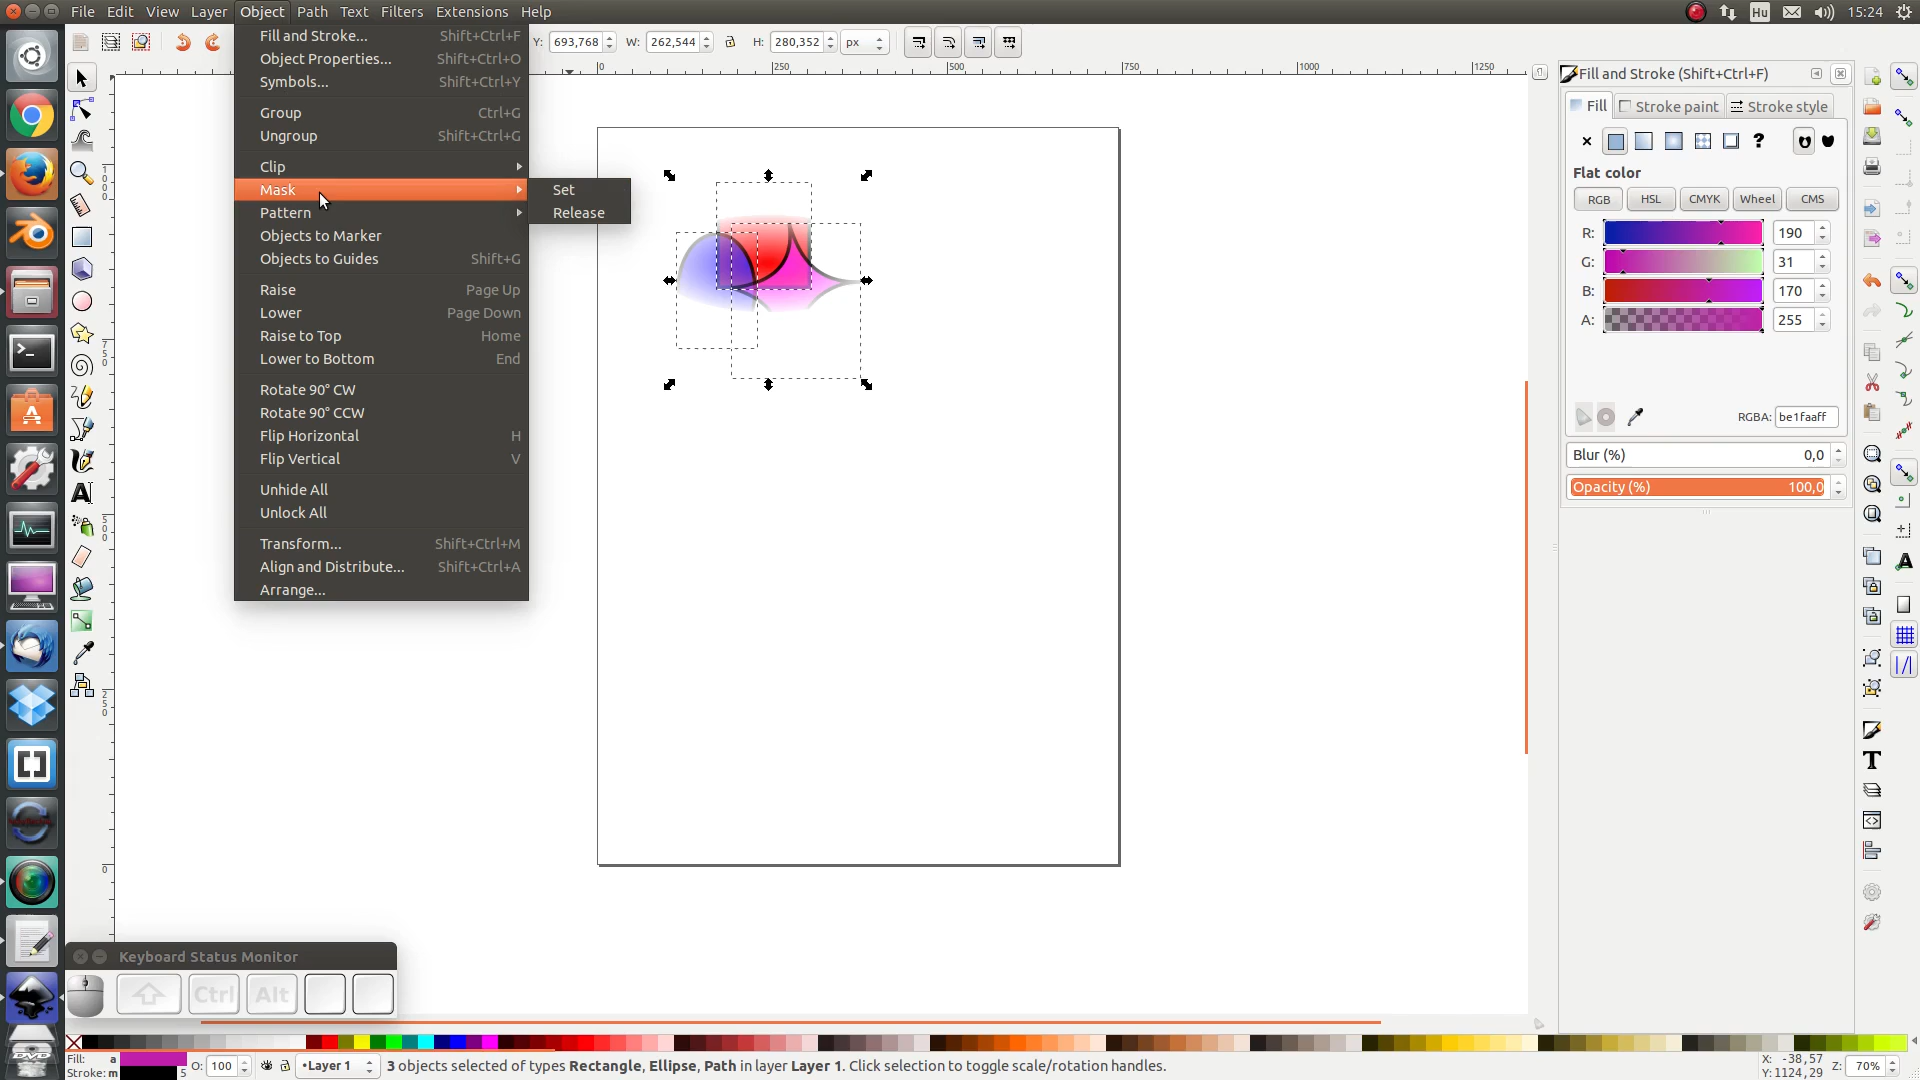 File Edit View Layer Object Path Text Filters Extensions Help
Hu 15:24
Y: 693,768 W: 262,544 H: 280,352 px
Fill and Stroke... Shift+Ctrl+F
Object Properties... Shift+Ctrl+O
Symbols... Shift+Ctrl+Y
Group Ctrl+G
Ungroup Shift+Ctrl+G
Clip
Mask
Pattern
Objects to Marker
Objects to Guides Shift+G
Raise Page Up
Lower Page Down
Raise to Top Home
Lower to Bottom End
Rotate 90° CW
Rotate 90° CCW
Flip Horizontal H
Flip Vertical V
Unhide All
Unlock All
Transform... Shift+Ctrl+M
Align and Distribute... Shift+Ctrl+A
Arrange...
Set
Release
0 250 500 750 1000 1250
1000
750
500
250
0
Fill and Stroke (Shift+Ctrl+F)
Fill Stroke paint Stroke style
Flat color
RGB HSL CMYK Wheel CMS
R: 190
G: 31
B: 170
A: 255
RGBA: be1faaff
Blur (%) 0,0
Opacity (%) 100,0
Keyboard Status Monitor
Ctrl Alt
Fill: a
Stroke: m 5
O: 100
•Layer 1
3 objects selected of types Rectangle, Ellipse, Path in layer Layer 1. Click selection to toggle scale/rotation handles.
X: -38,57
Y: 1124,29
Z: 70%